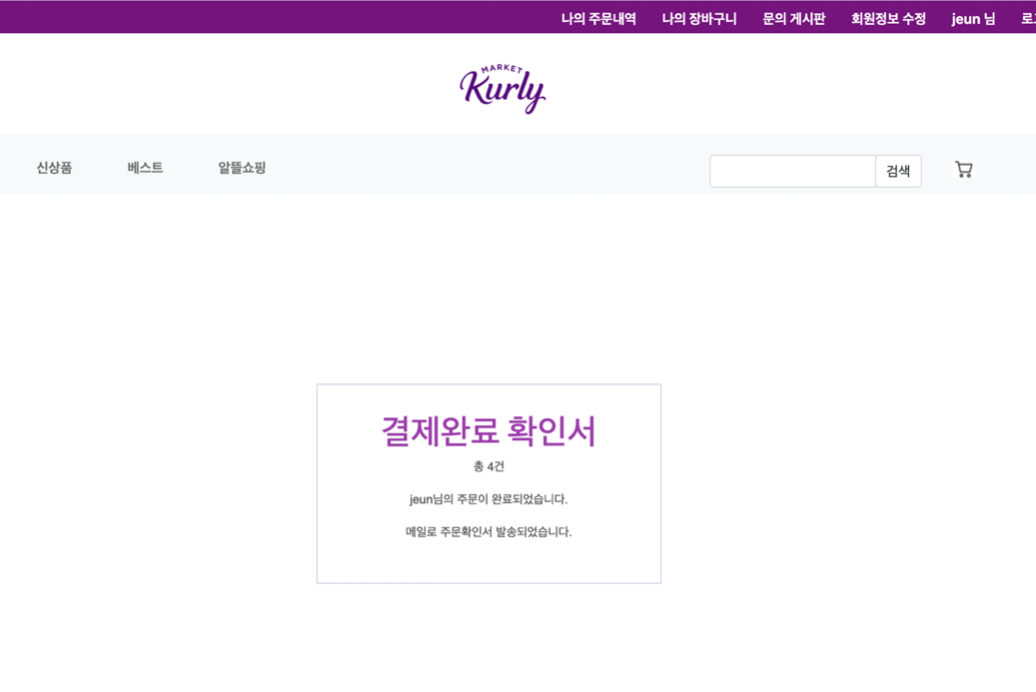 나의 주문내역 나의 장바구니 문의 게시판 회원정보 수정 jeun 님
MARKET
Kurly
신상품 베스트 알뜰쇼핑 검색
결제완료 확인서
총 4건
jeun님의 주문이 완료되었습니다.
메일로 주문확인서 발송되었습니다.